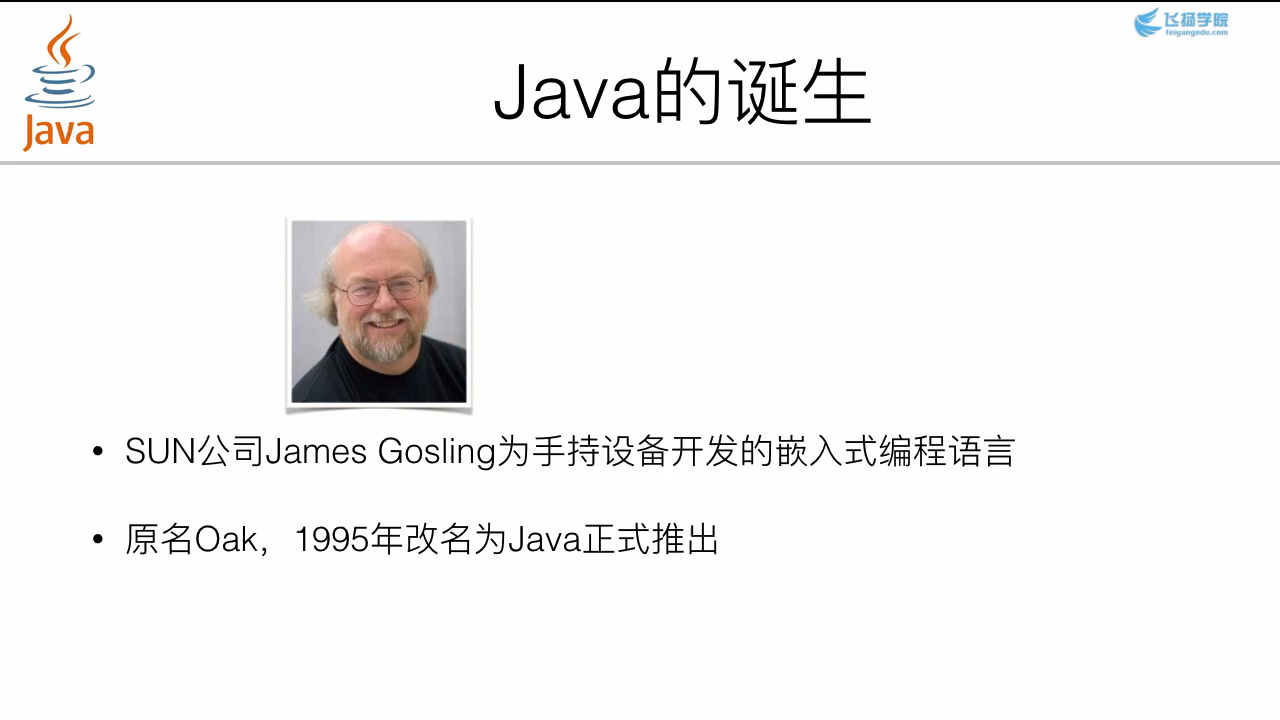 飞扬学院
feiyangedu.com
Java
Java的诞生
• SUN公司James Gosling为手持设备开发的嵌入式编程语言
• 原名Oak，1995年改名为Java正式推出